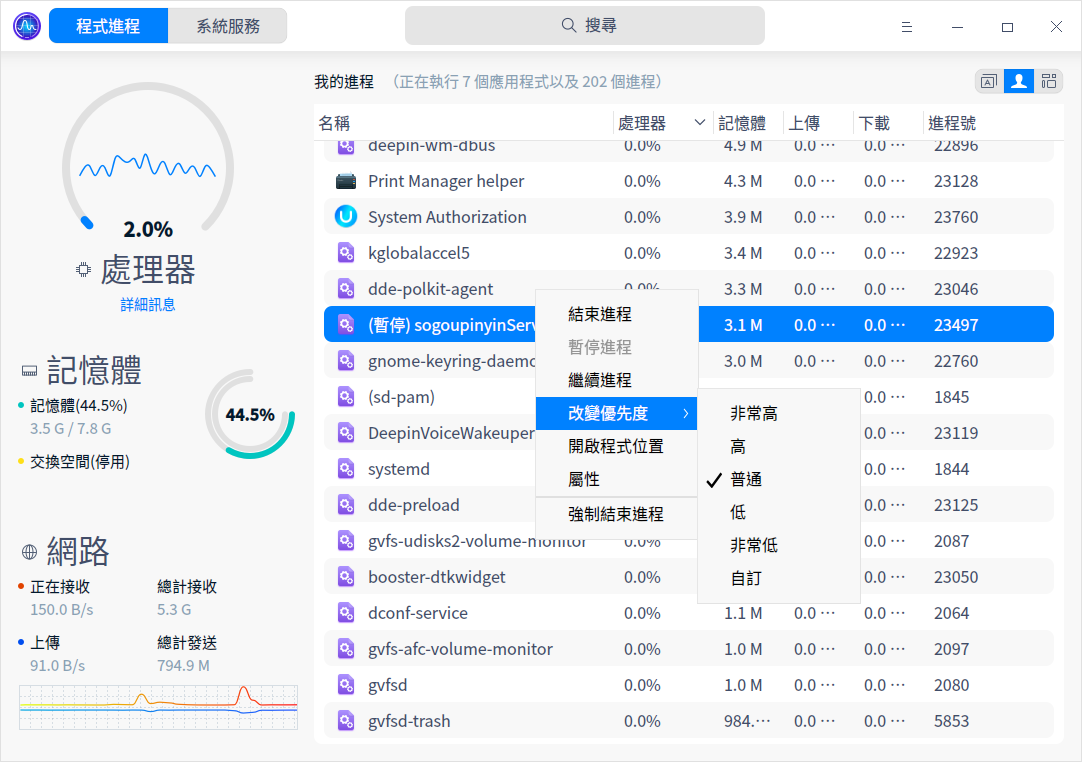 程式進程 系統服務 搜尋
我的進程 (正在執行 7 個應用程式以及 202 個進程)
2.0%
處理器
詳細訊息
記憶體
記憶體(44.5%)
3.5 G / 7.8 G
交換空間(停用)
44.5%
網路
正在接收 總計接收
150.0 B/s 5.3 G
上傳 總計發送
91.0 B/s 794.9 M
名稱 處理器 記憶體 上傳 下載 進程號
deepin-wm-dbus 0.0% 4.9 M 0.0 ··· 0.0 ··· 22896
Print Manager helper 0.0% 4.3 M 0.0 ··· 0.0 ··· 23128
System Authorization 0.0% 3.9 M 0.0 ··· 0.0 ··· 23760
kglobalaccel5 0.0% 3.4 M 0.0 ··· 0.0 ··· 22923
dde-polkit-agent 0.0% 3.3 M 0.0 ··· 0.0 ··· 23046
(暫停) sogoupinyinServ 3.1 M 0.0 ··· 0.0 ··· 23497
gnome-keyring-daemo 3.0 M 0.0 ··· 0.0 ··· 22760
(sd-pam) 0.0 ··· 1845
DeepinVoiceWakeuper 0.0 ··· 23119
systemd 0.0 ··· 1844
dde-preload 0.0 ··· 23125
gvfs-udisks2-volume-monitor 0.0% 0.0 ··· 2087
booster-dtkwidget 0.0% 0.0 ··· 23050
dconf-service 0.0% 1.1 M 0.0 ··· 0.0 ··· 2064
gvfs-afc-volume-monitor 0.0% 1.0 M 0.0 ··· 0.0 ··· 2097
gvfsd 0.0% 1.0 M 0.0 ··· 0.0 ··· 2080
gvfsd-trash 0.0% 984.··· 0.0 ··· 0.0 ··· 5853
結束進程
暫停進程
繼續進程
改變優先度
開啟程式位置
屬性
強制結束進程
非常高
高
普通
低
非常低
自訂